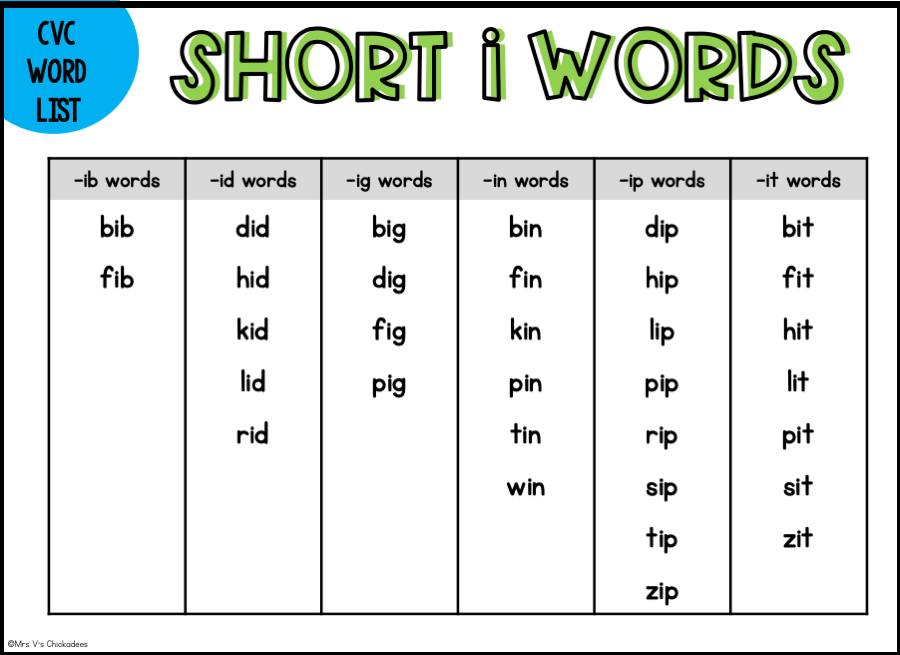 CVC
WORD
LIST
SHORT i WORDS
-ib words -id words -ig words -in words -ip words -it words
bib did big bin dip bit
fib hid dig fin hip fit
kid fig kin lip hit
lid pig pin pip lit
rid tin rip pit
win sip sit
tip zit
zip
©Mrs V's Chickadees